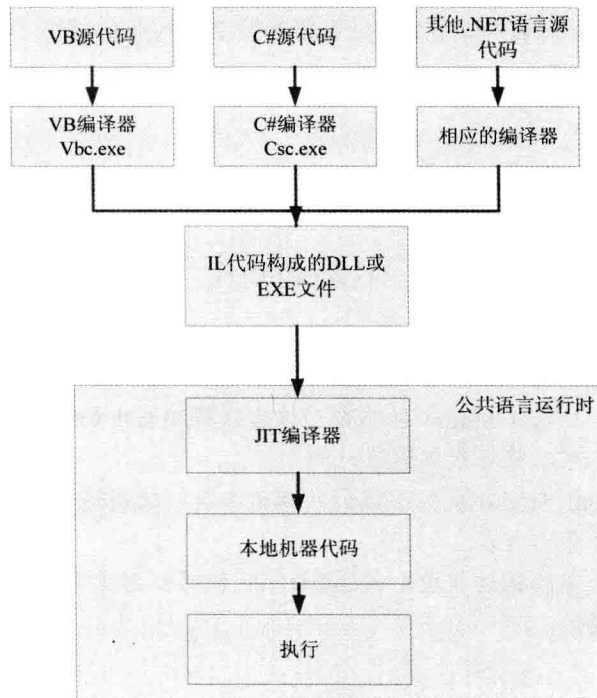 VB源代码
C#源代码
其他.NET语言源
代码
VB编译器
Vbc.exe
C#编译器
Csc.exe
相应的编译器
IL代码构成的DLL或
EXE文件
公共语言运行时
JIT编译器
本地机器代码
执行